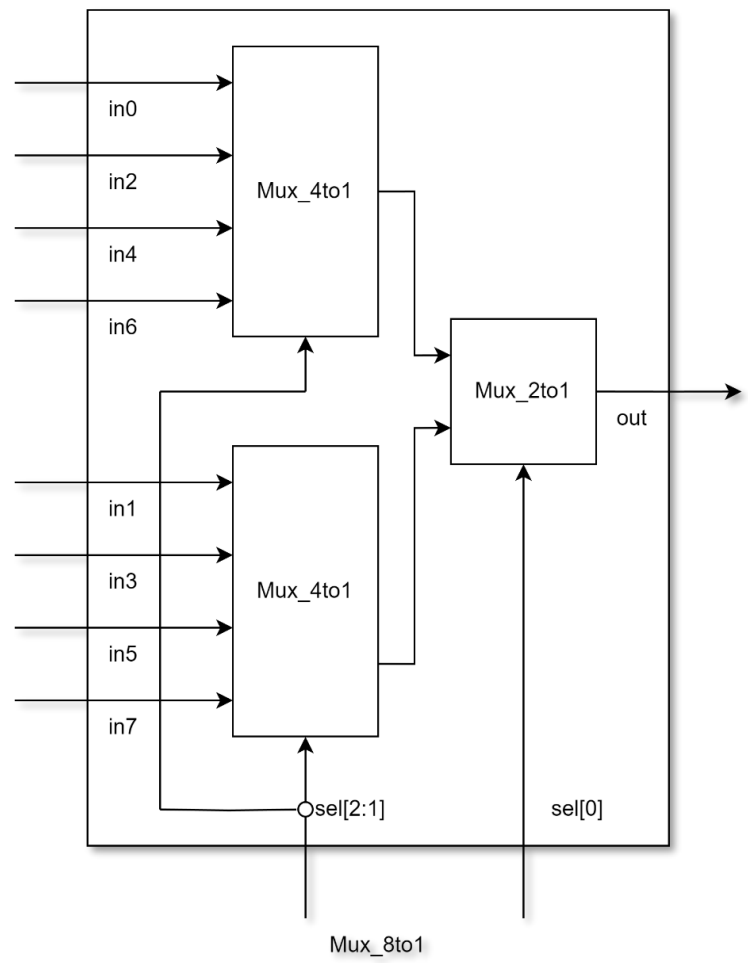 in0
in2
Mux_4to1
in4
in6
Mux_2to1
out
in1
in3
Mux_4to1
in5
in7
sel[2:1]
sel[0]
Mux_8to1